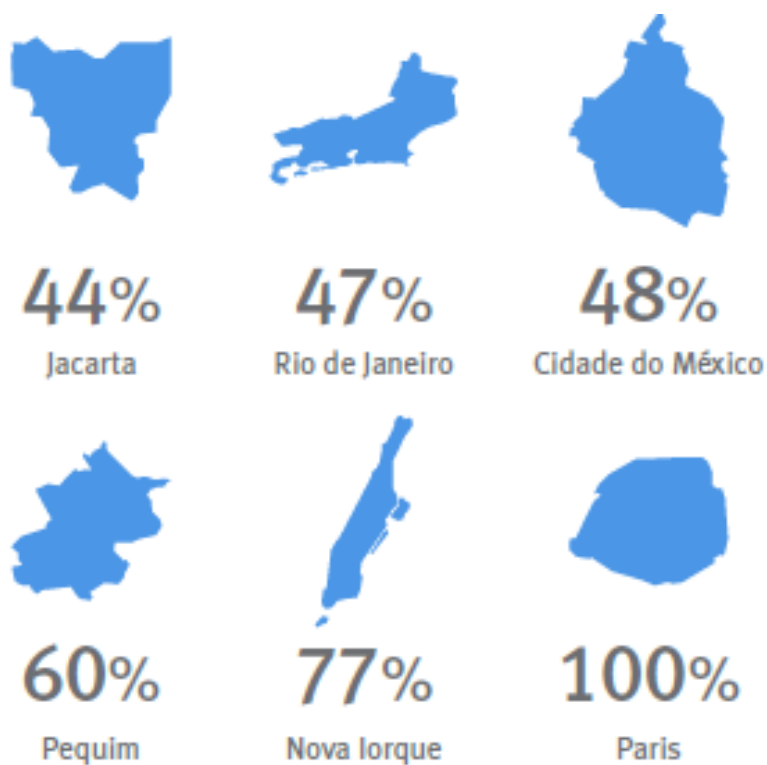 44% 47% 48%
Jacarta Rio de Janeiro Cidade do México
60% 77% 100%
Pequim Nova Iorque Paris